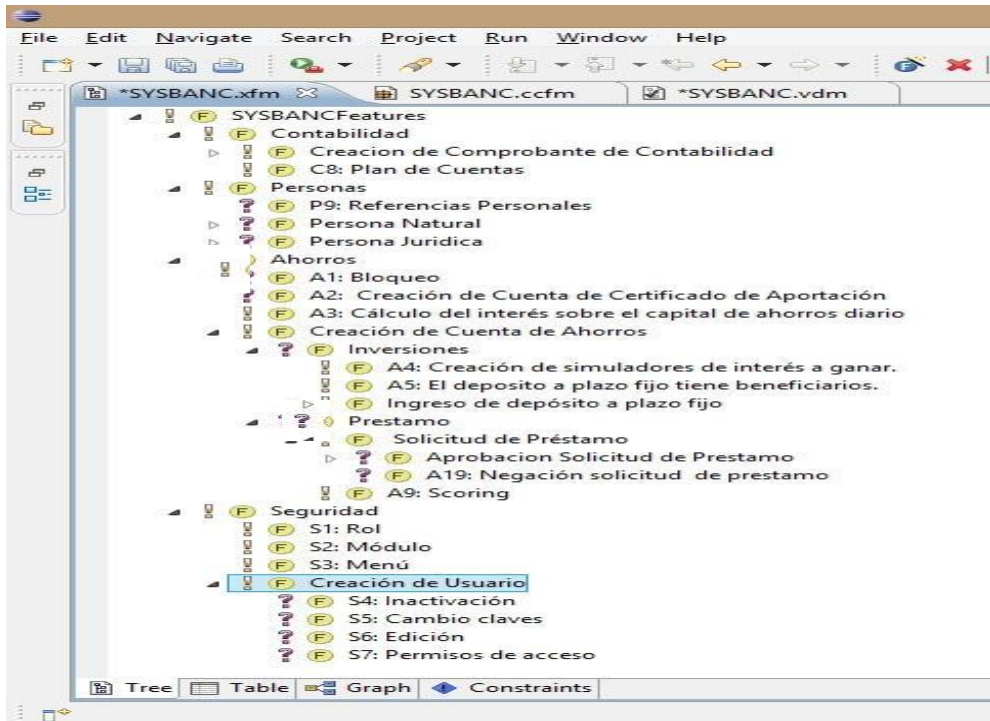 File Edit Navigate Search Project Run Window Help
*SYSBANC.xfm SYSBANC.ccfm *SYSBANC.vdm
SYSBANCFeatures
Contabilidad
Creacion de Comprobante de Contabilidad
C8: Plan de Cuentas
Personas
P9: Referencias Personales
Persona Natural
Persona Juridica
Ahorros
A1: Bloqueo
A2: Creación de Cuenta de Certificado de Aportación
A3: Cálculo del interés sobre el capital de ahorros diario
Creación de Cuenta de Ahorros
Inversiones
A4: Creación de simuladores de interés a ganar.
A5: El deposito a plazo fijo tiene beneficiarios.
Ingreso de depósito a plazo fijo
Prestamo
Solicitud de Préstamo
Aprobacion Solicitud de Prestamo
A19: Negación solicitud de prestamo
A9: Scoring
Seguridad
S1: Rol
S2: Módulo
S3: Menú
Creación de Usuario
S4: Inactivación
S5: Cambio claves
S6: Edición
S7: Permisos de acceso
Tree Table Graph Constraints